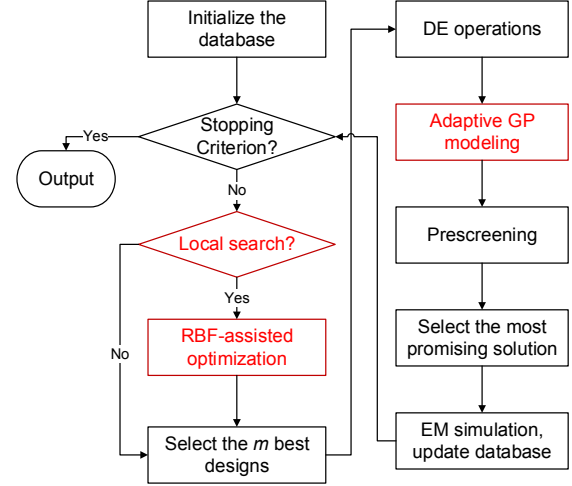 Initialize the
database
Stopping
Criterion?
Yes
Output
No
Local search?
Yes
No
RBF-assisted
optimization
Select the m best
designs
DE operations
Adaptive GP
modeling
Prescreening
Select the most
promising solution
EM simulation,
update database